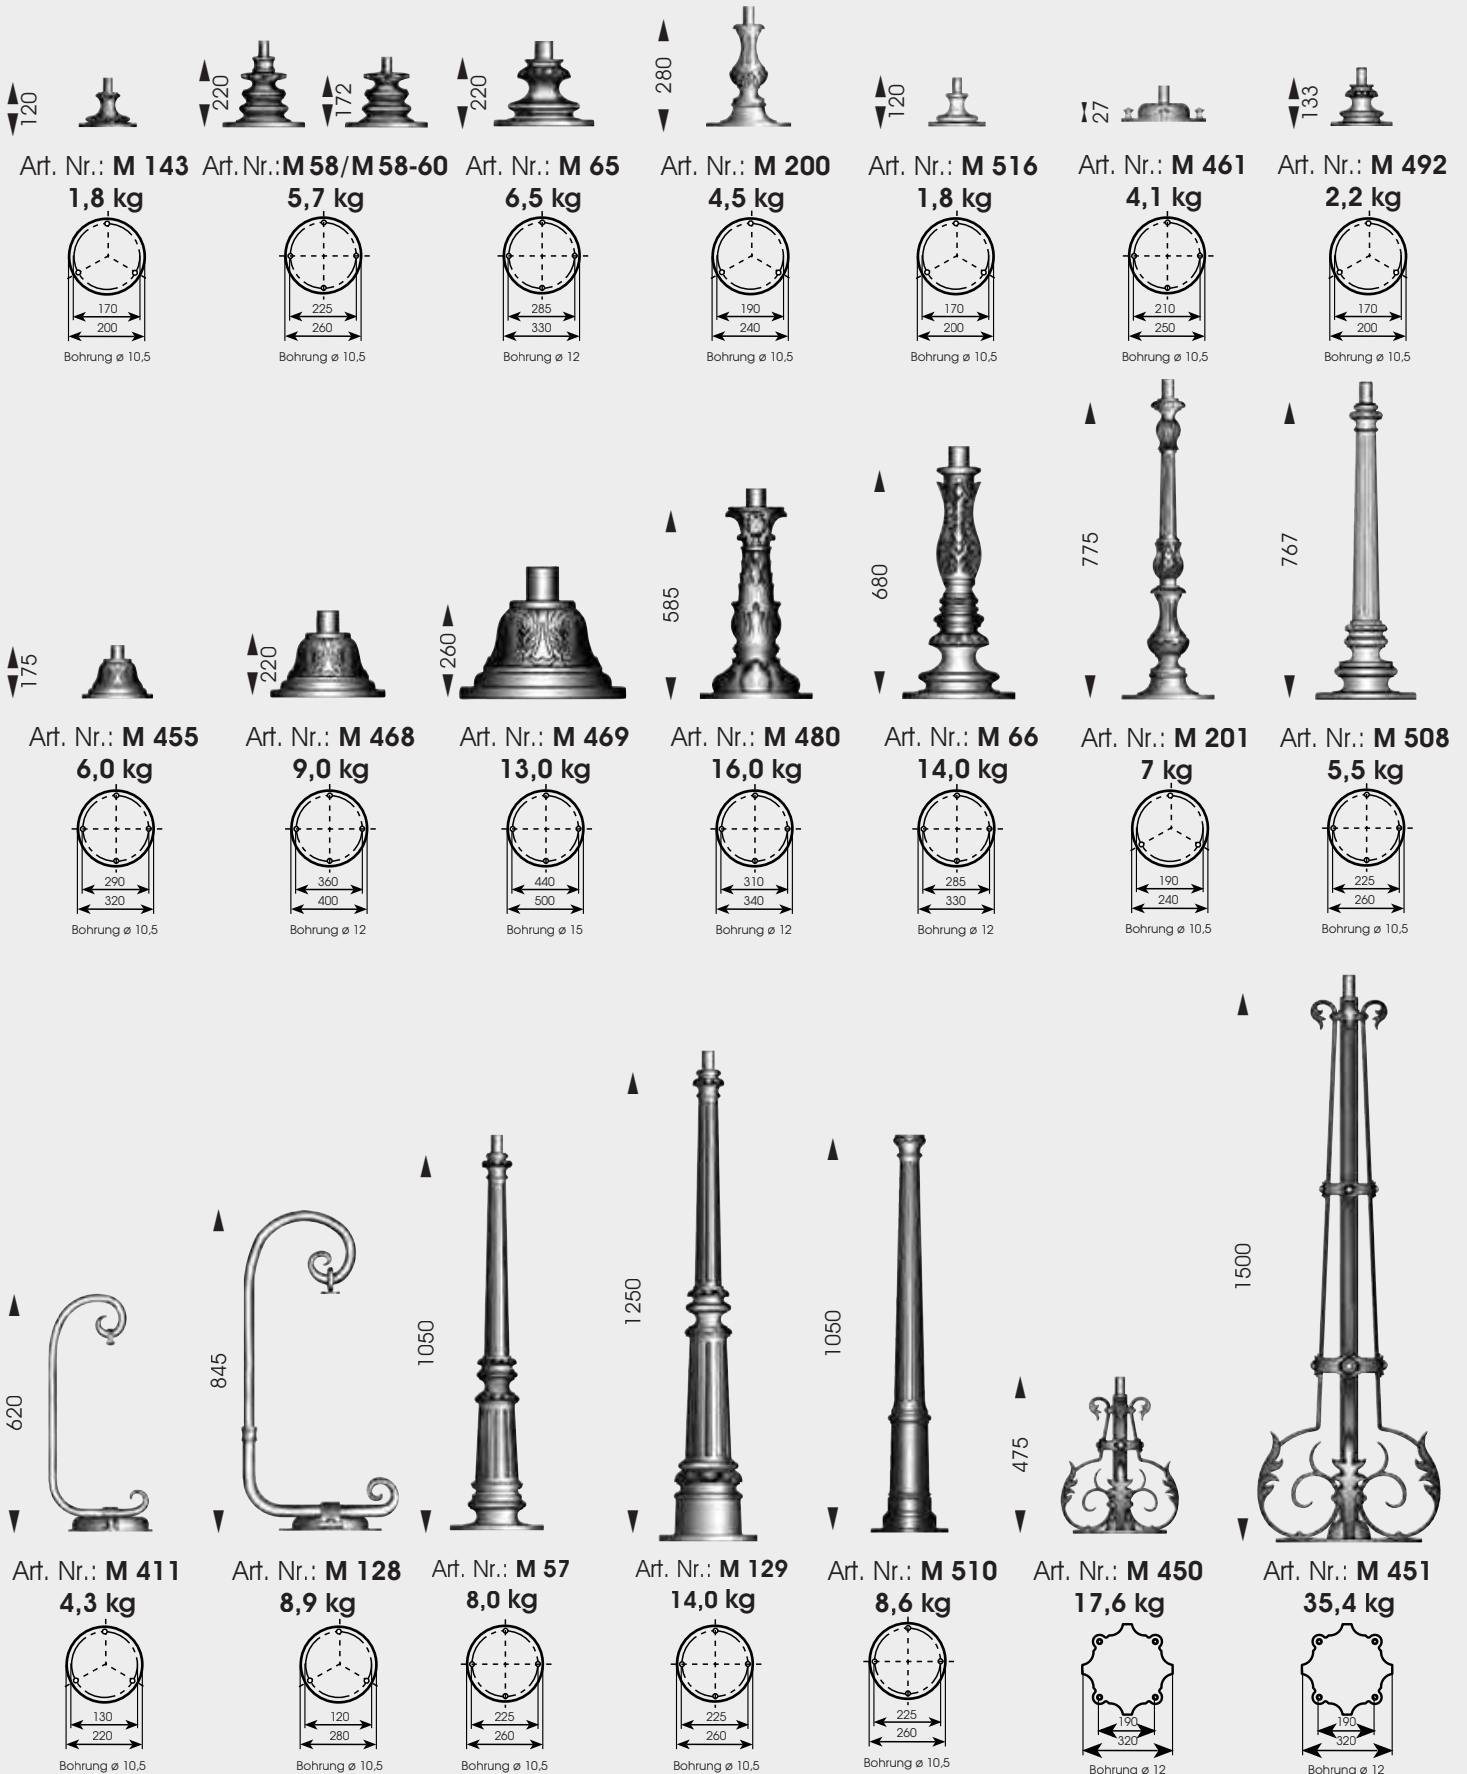 120
220
172
220
280
120
27
133
Art. Nr.: M 143
Art. Nr.: M 58/M 58-60
Art. Nr.: M 65
Art. Nr.: M 200
Art. Nr.: M 516
Art. Nr.: M 461
Art. Nr.: M 492
1,8 kg
5,7 kg
6,5 kg
4,5 kg
1,8 kg
4,1 kg
2,2 kg
170
225
285
190
170
210
170
200
260
330
240
200
250
200
Bohrung ø 10,5
Bohrung ø 10,5
Bohrung ø 12
Bohrung ø 10,5
Bohrung ø 10,5
Bohrung ø 10,5
Bohrung ø 10,5
175
220
260
585
680
775
767
Art. Nr.: M 455
Art. Nr.: M 468
Art. Nr.: M 469
Art. Nr.: M 480
Art. Nr.: M 66
Art. Nr.: M 201
Art. Nr.: M 508
6,0 kg
9,0 kg
13,0 kg
16,0 kg
14,0 kg
7 kg
5,5 kg
290
360
440
310
285
190
225
320
400
500
340
330
240
260
Bohrung ø 10,5
Bohrung ø 12
Bohrung ø 15
Bohrung ø 12
Bohrung ø 12
Bohrung ø 10,5
Bohrung ø 10,5
620
845
1050
1250
1050
475
1500
Art. Nr.: M 411
Art. Nr.: M 128
Art. Nr.: M 57
Art. Nr.: M 129
Art. Nr.: M 510
Art. Nr.: M 450
Art. Nr.: M 451
4,3 kg
8,9 kg
8,0 kg
14,0 kg
8,6 kg
17,6 kg
35,4 kg
130
120
225
225
225
190
190
220
280
260
260
260
320
320
Bohrung ø 10,5
Bohrung ø 10,5
Bohrung ø 10,5
Bohrung ø 10,5
Bohrung ø 10,5
Bohrung ø 12
Bohrung ø 12